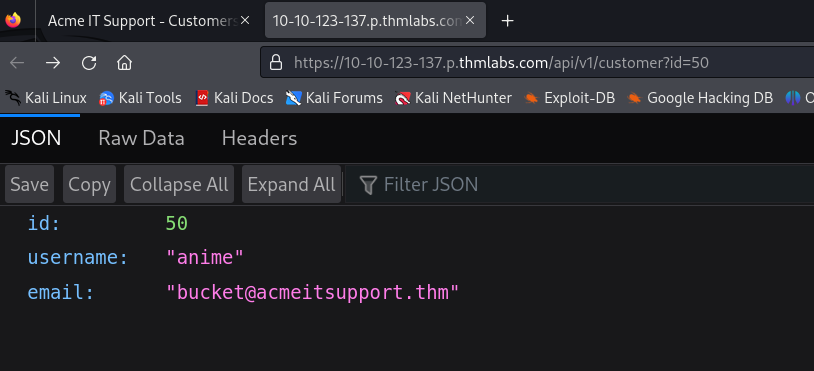 Acme IT Support - Customers
10-10-123-137.p.thmlabs.com
https://10-10-123-137.p.thmlabs.com/api/v1/customer?id=50
Kali Linux Kali Tools Kali Docs Kali Forums Kali NetHunter Exploit-DB Google Hacking DB
JSON Raw Data Headers
Save Copy Collapse All Expand All Filter JSON
id: 50
username: "anime"
email: "bucket@acmeitsupport.thm"